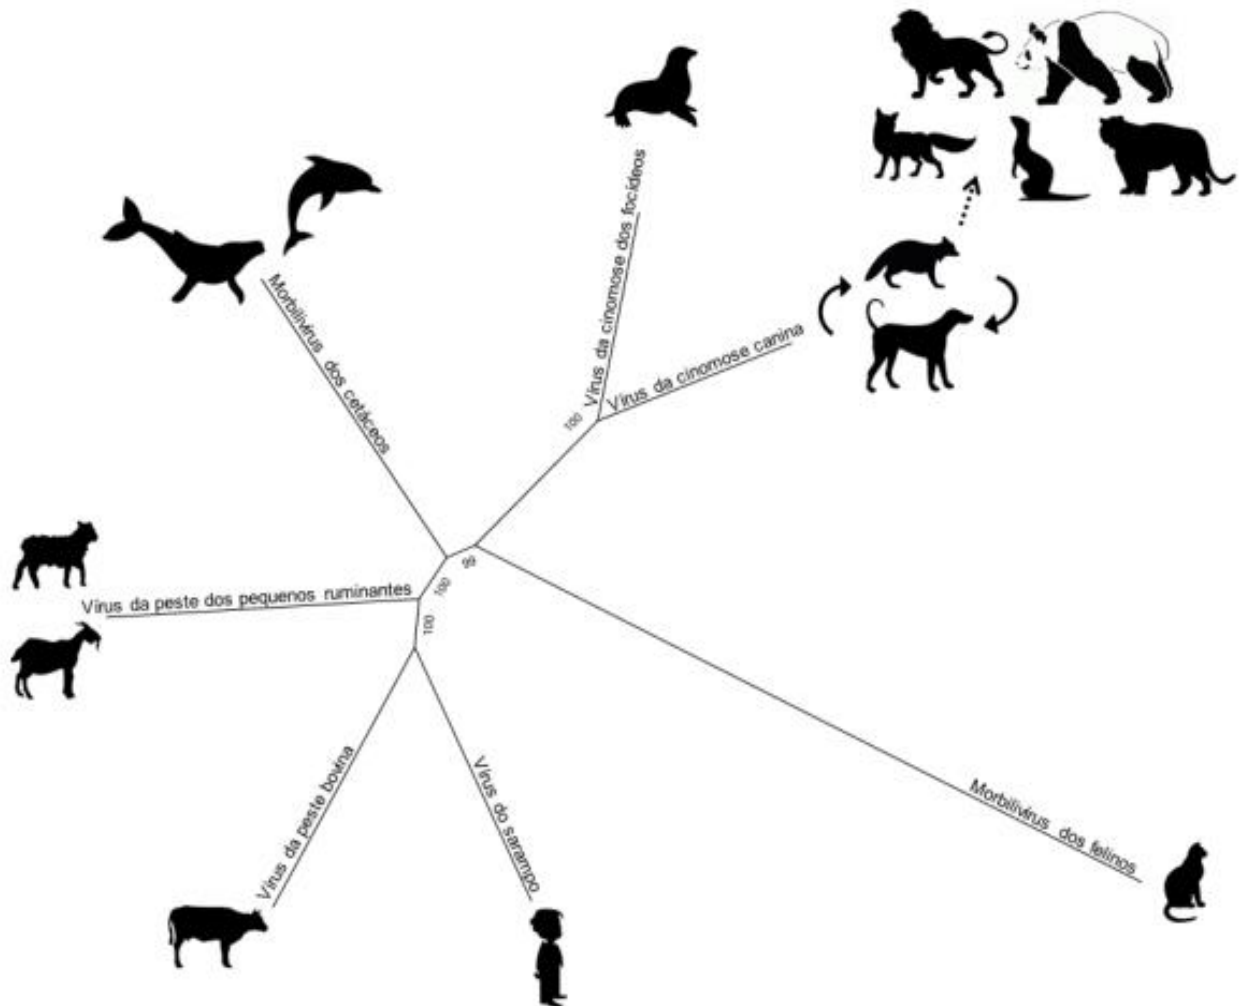 Vírus da cinomose dos focídeos
Vírus da cinomose canina
Morbilivírus dos cetáceos
100
99
100
Vírus da peste dos pequenos ruminantes
100
Vírus da peste bovina
Vírus do sarampo
Morbilivírus dos felinos